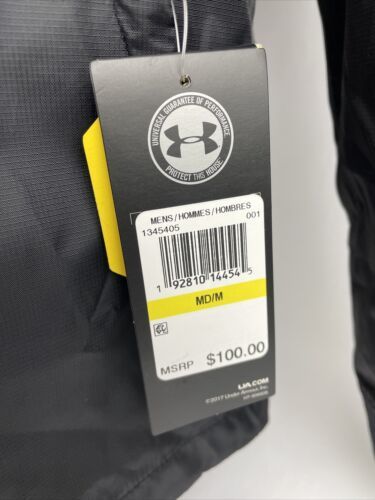 UNIVERSAL GUARANTEE OF PERFORMANCE
PROTECT THIS HOUSE
MENS/HOMMES/HOMBRES
1345405 001
1 92810 14454 5
MD/M
MSRP $100.00
UA.COM
©2017 Under Armour, Inc.